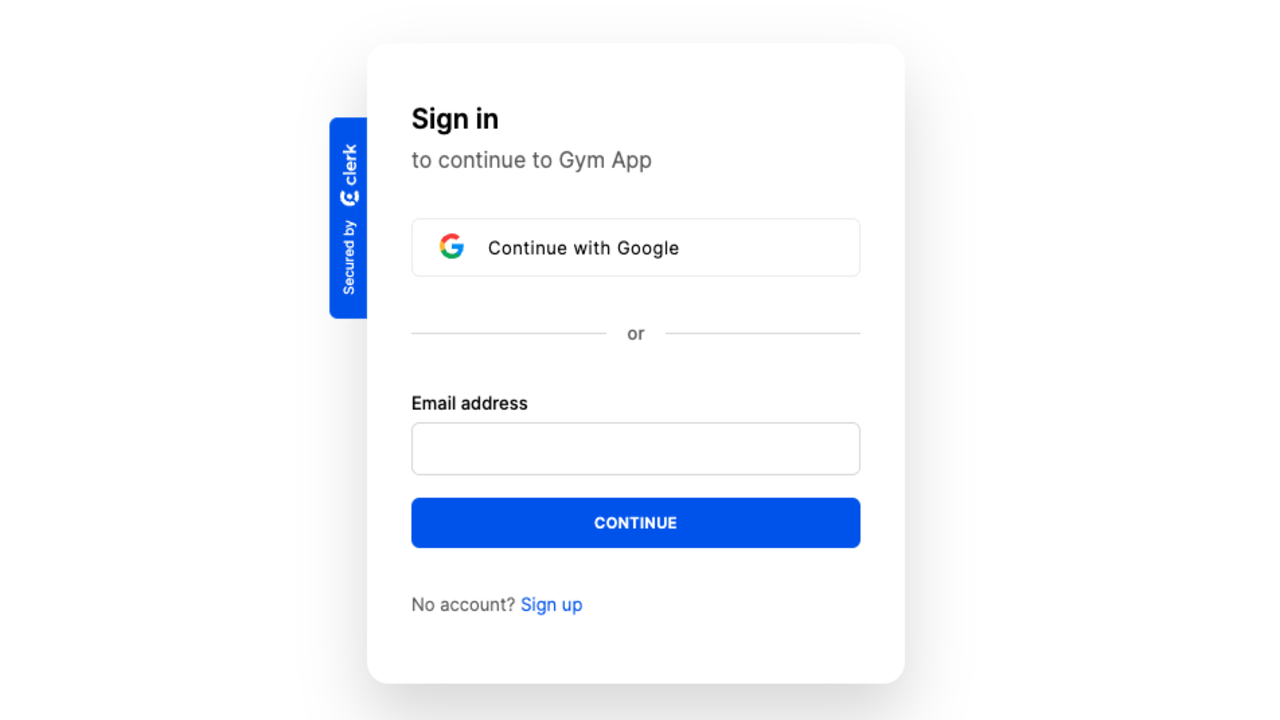 Sign in
to continue to Gym App
Secured by clerk
Continue with Google
or
Email address
CONTINUE
No account? Sign up